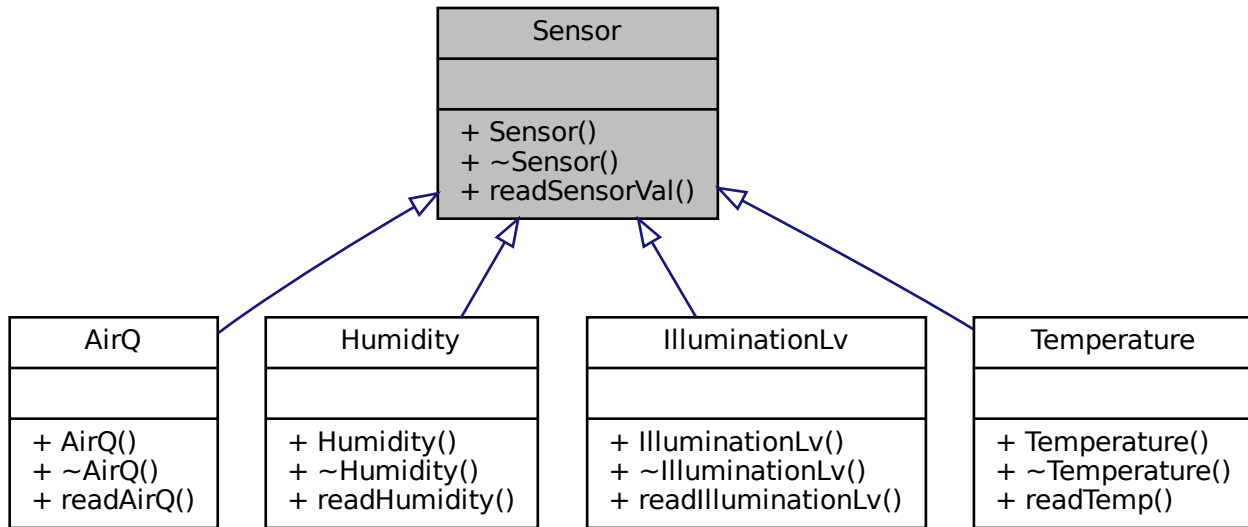 Sensor
+ Sensor()
+ ~Sensor()
+ readSensorVal()
AirQ
+ AirQ()
+ ~AirQ()
+ readAirQ()
Humidity
+ Humidity()
+ ~Humidity()
+ readHumidity()
IlluminationLv
+ IlluminationLv()
+ ~IlluminationLv()
+ readIlluminationLv()
Temperature
+ Temperature()
+ ~Temperature()
+ readTemp()